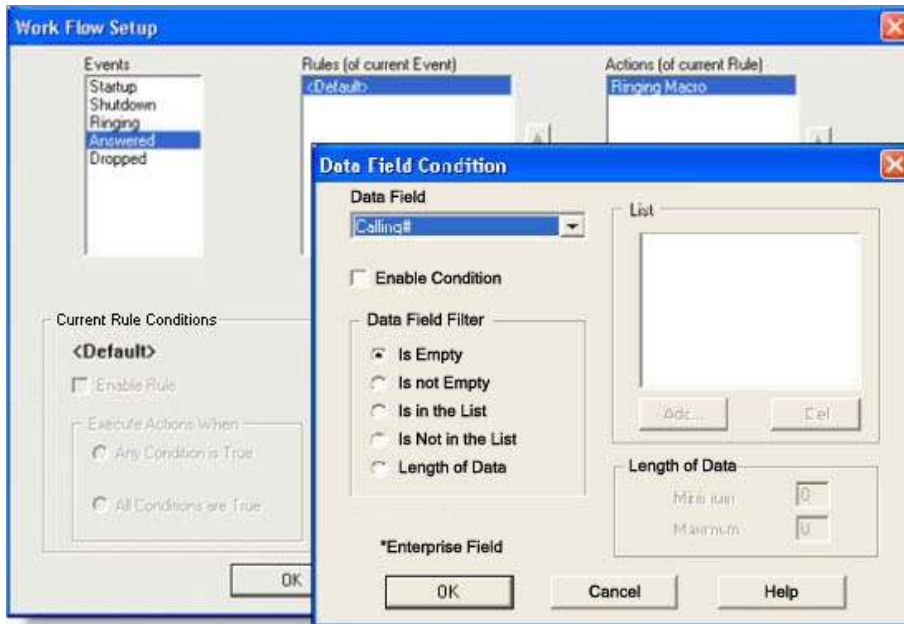 Work Flow Setup
Events
Startup
Shutdown
Ringing
Answered
Dropped
Rules (of current Event)
<Default>
Actions (of current Rule)
Ringing Macro
Current Rule Conditions
<Default>
Enable Rule
Execute Actions When
Any Condition is True
All Conditions are True
OK
Data Field Condition
Data Field
Calling#
Enable Condition
Data Field Filter
Is Empty
Is not Empty
Is in the List
Is Not in the List
Length of Data
*Enterprise Field
List
Add...
Del
Length of Data
Minimum
0
Maximum
0
OK
Cancel
Help